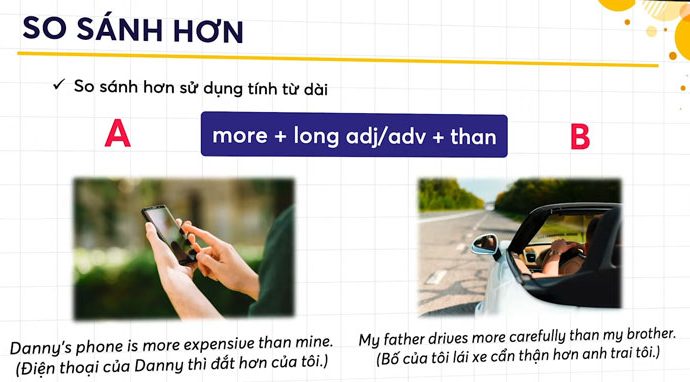 SO SÁNH HƠN
✓ So sánh hơn sử dụng tính từ dài
A
more + long adj/adv + than
B
Danny's phone is more expensive than mine.
(Điện thoại của Danny thì đắt hơn của tôi.)
My father drives more carefully than my brother.
(Bố của tôi lái xe cẩn thận hơn anh trai tôi.)